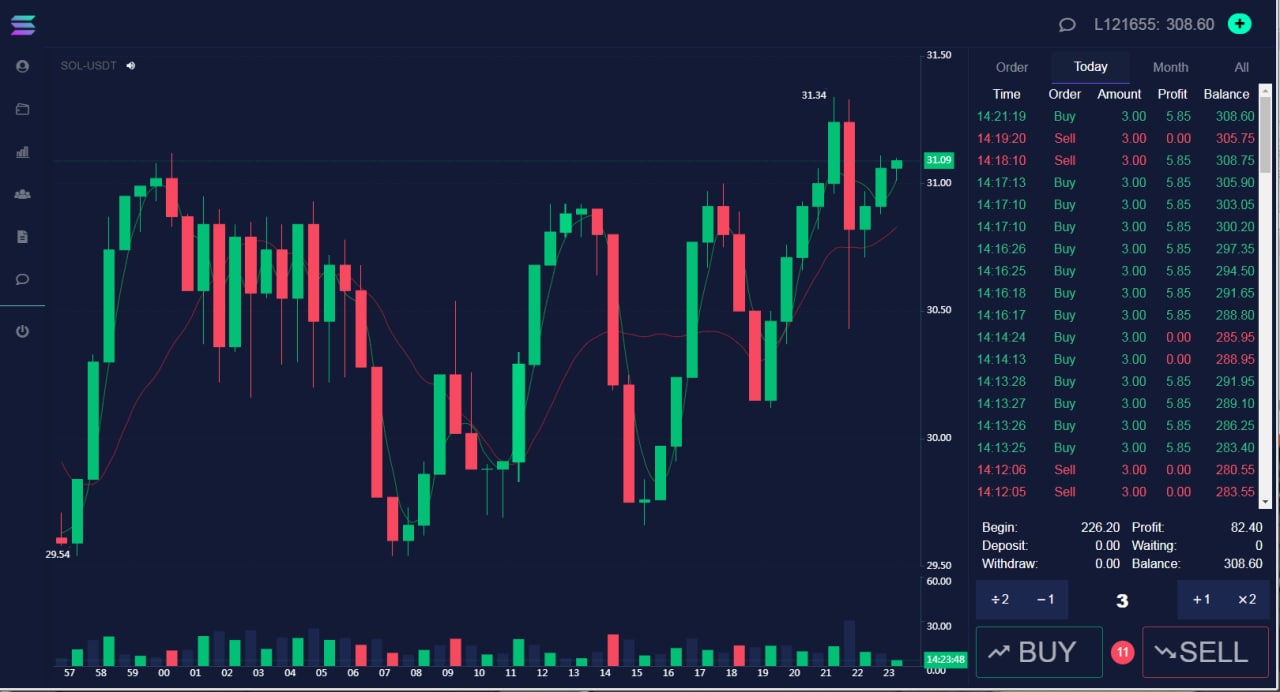 L121655: 308.60
SOL-USDT
31.50
31.34
31.09
31.00
30.50
30.00
29.54
29.50
60.00
30.00
14:23:48
0.00
57 58 59 00 01 02 03 04 05 06 07 08 09 10 11 12 13 14 15 16 17 18 19 20 21 22 23
Order Today Month All
Time Order Amount Profit Balance
14:21:19 Buy 3.00 5.85 308.60
14:19:20 Sell 3.00 0.00 305.75
14:18:10 Sell 3.00 5.85 308.75
14:17:13 Buy 3.00 5.85 305.90
14:17:10 Buy 3.00 5.85 303.05
14:17:10 Buy 3.00 5.85 300.20
14:16:26 Buy 3.00 5.85 297.35
14:16:25 Buy 3.00 5.85 294.50
14:16:18 Buy 3.00 5.85 291.65
14:16:17 Buy 3.00 5.85 288.80
14:14:24 Buy 3.00 0.00 285.95
14:14:13 Buy 3.00 0.00 288.95
14:13:28 Buy 3.00 5.85 291.95
14:13:27 Buy 3.00 5.85 289.10
14:13:26 Buy 3.00 5.85 286.25
14:13:25 Buy 3.00 5.85 283.40
14:12:06 Sell 3.00 0.00 280.55
14:12:05 Sell 3.00 0.00 283.55
Begin: 226.20 Profit: 82.40
Deposit: 0.00 Waiting: 0
Withdraw: 0.00 Balance: 308.60
÷2 −1 3 +1 ×2
BUY 11 SELL